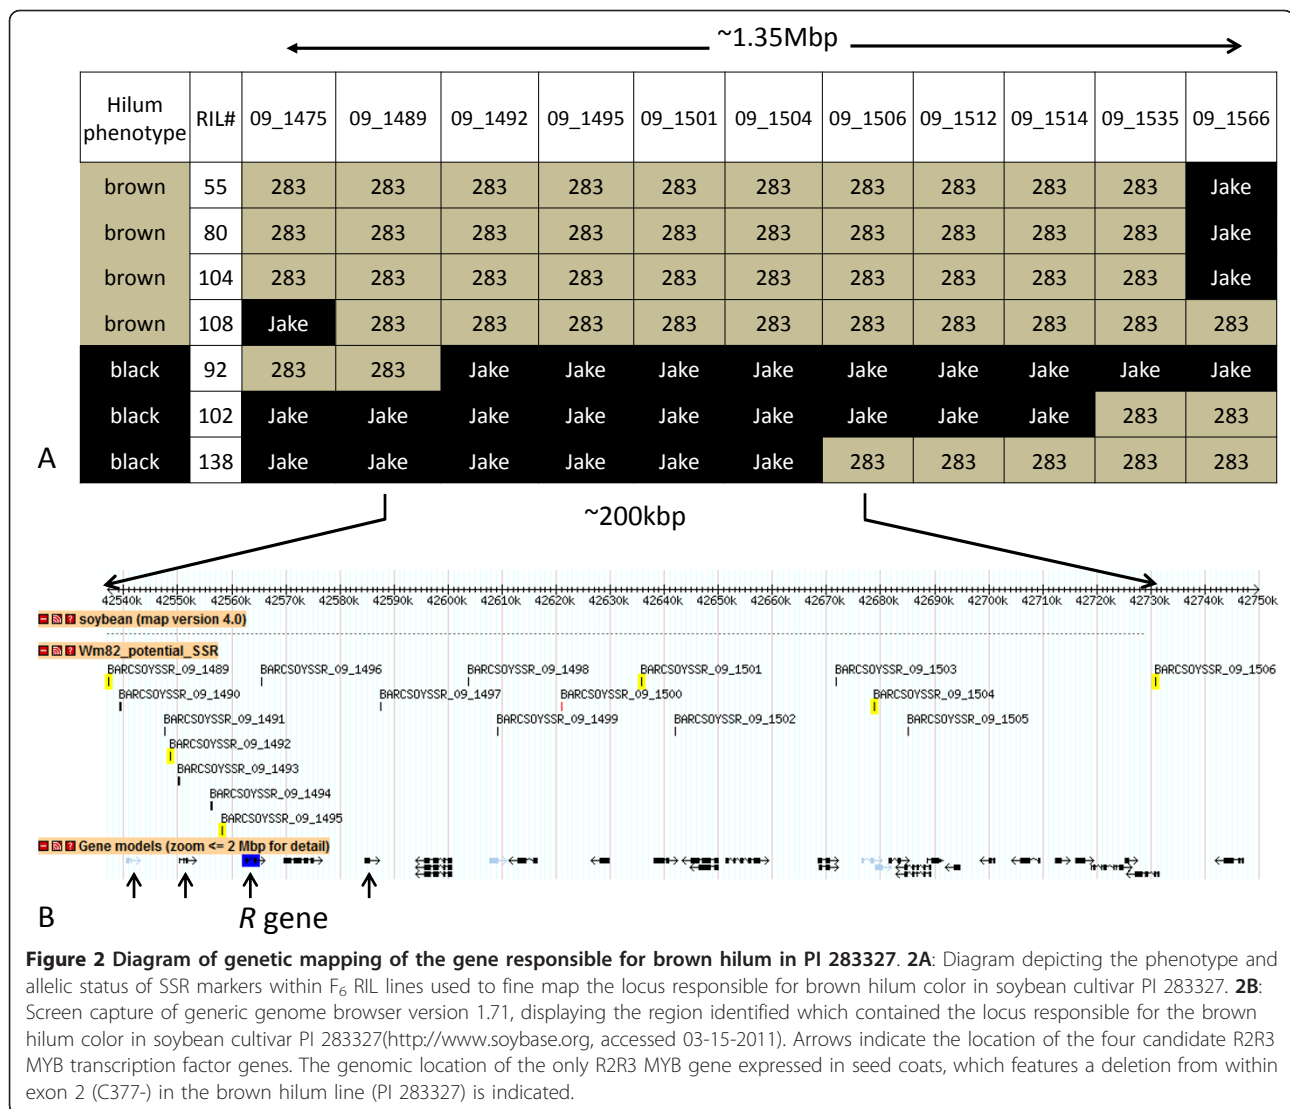 ~1.35Mbp
Hilum phenotype RIL# 09_1475 09_1489 09_1492 09_1495 09_1501 09_1504 09_1506 09_1512 09_1514 09_1535 09_1566
brown 55 283 283 283 283 283 283 283 283 283 283 Jake
brown 80 283 283 283 283 283 283 283 283 283 283 Jake
brown 104 283 283 283 283 283 283 283 283 283 283 Jake
brown 108 Jake 283 283 283 283 283 283 283 283 283 283
black 92 283 283 Jake Jake Jake Jake Jake Jake Jake Jake Jake
black 102 Jake Jake Jake Jake Jake Jake Jake Jake Jake 283 283
A black 138 Jake Jake Jake Jake Jake Jake 283 283 283 283 283
~200kbp
42540k 42550k 42560k 42570k 42580k 42590k 42600k 42610k 42620k 42630k 42640k 42650k 42660k 42670k 42680k 42690k 42700k 42710k 42720k 42730k 42740k 42750k
soybean (map version 4.0)
Wm82_potential_SSR
BARCSOYSSR_09_1489 BARCSOYSSR_09_1496 BARCSOYSSR_09_1498 BARCSOYSSR_09_1501 BARCSOYSSR_09_1503 BARCSOYSSR_09_1506
BARCSOYSSR_09_1490 BARCSOYSSR_09_1497 BARCSOYSSR_09_1500 BARCSOYSSR_09_1504
BARCSOYSSR_09_1491 BARCSOYSSR_09_1499 BARCSOYSSR_09_1502 BARCSOYSSR_09_1505
BARCSOYSSR_09_1492
BARCSOYSSR_09_1493
BARCSOYSSR_09_1494
BARCSOYSSR_09_1495
Gene models (zoom <= 2 Mbp for detail)
B R gene
Figure 2 Diagram of genetic mapping of the gene responsible for brown hilum in PI 283327. 2A: Diagram depicting the phenotype and
allelic status of SSR markers within F6 RIL lines used to fine map the locus responsible for brown hilum color in soybean cultivar PI 283327. 2B:
Screen capture of generic genome browser version 1.71, displaying the region identified which contained the locus responsible for the brown
hilum color in soybean cultivar PI 283327(http://www.soybase.org, accessed 03-15-2011). Arrows indicate the location of the four candidate R2R3
MYB transcription factor genes. The genomic location of the only R2R3 MYB gene expressed in seed coats, which features a deletion from within
exon 2 (C377-) in the brown hilum line (PI 283327) is indicated.